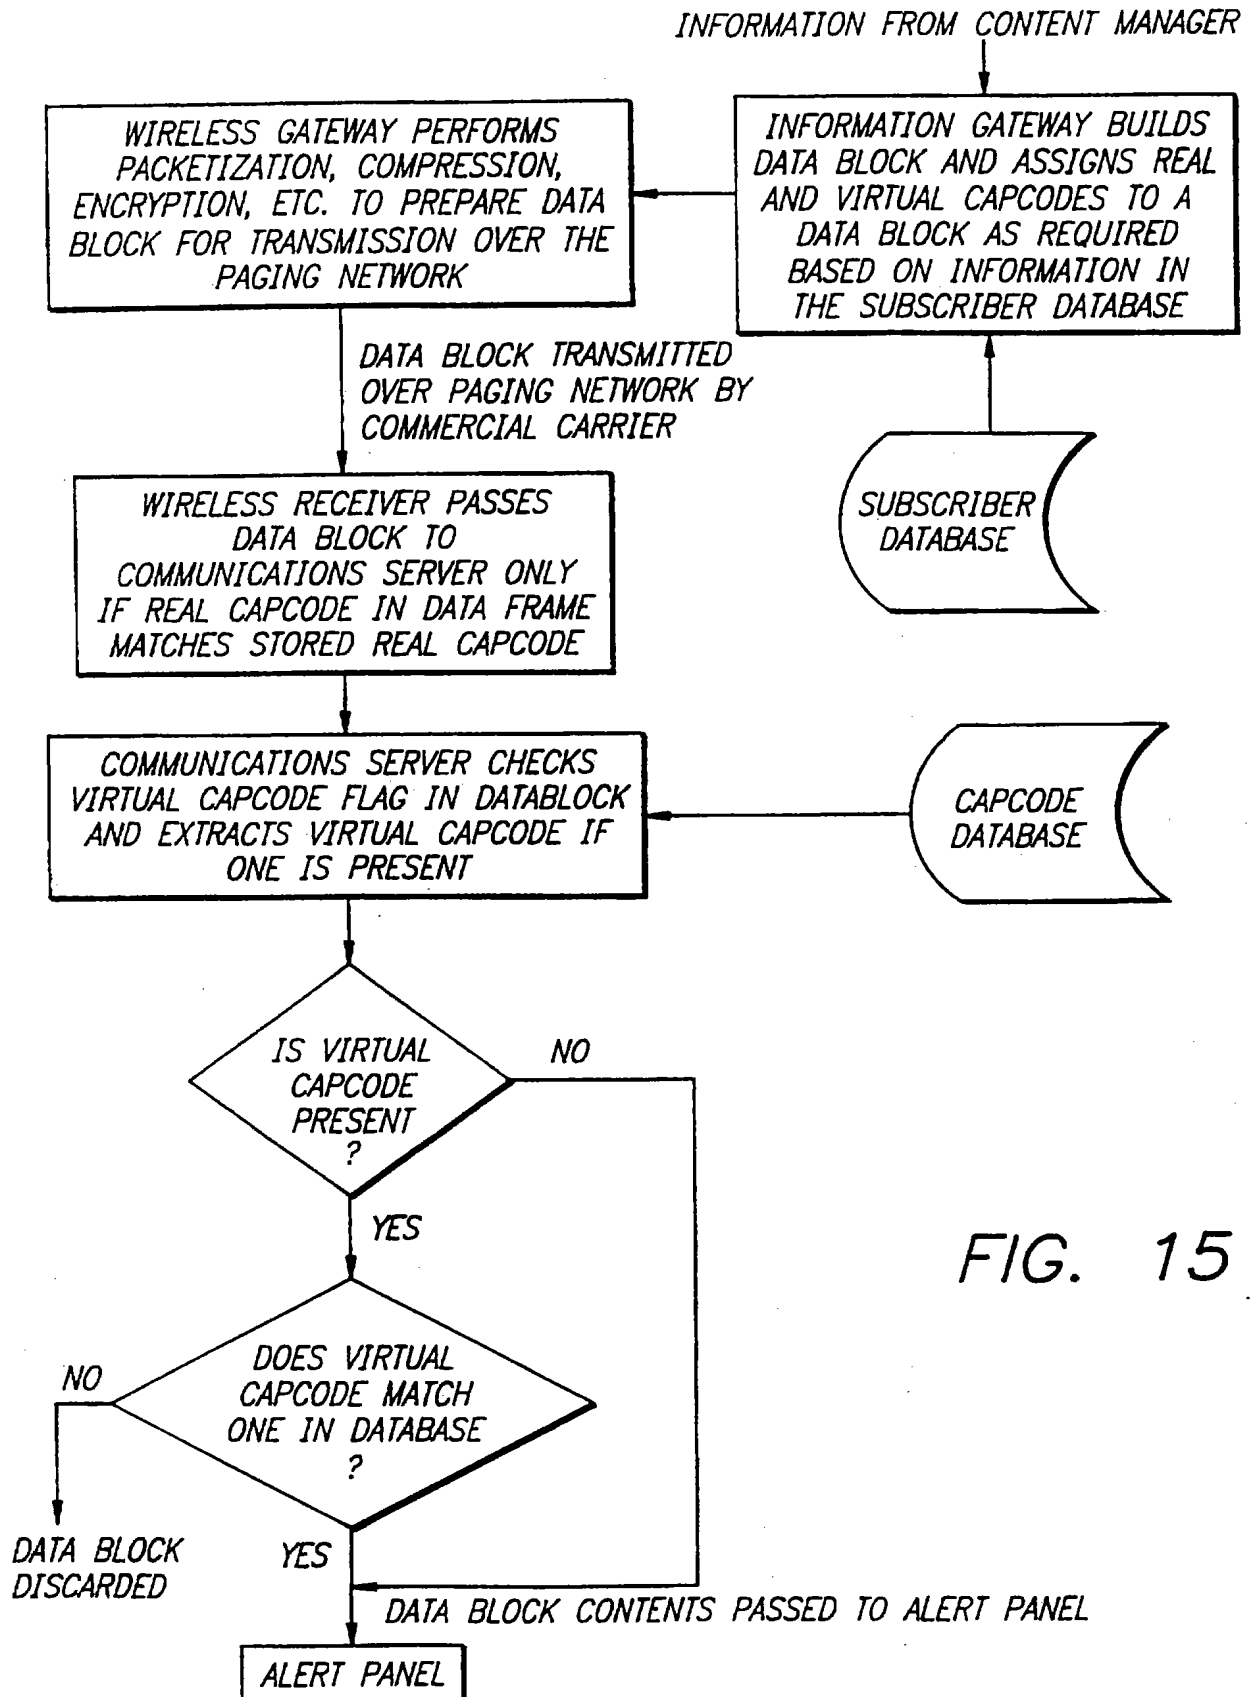 INFORMATION FROM CONTENT MANAGER
WIRELESS GATEWAY PERFORMS
PACKETIZATION, COMPRESSION,
ENCRYPTION, ETC. TO PREPARE DATA
BLOCK FOR TRANSMISSION OVER THE
PAGING NETWORK
INFORMATION GATEWAY BUILDS
DATA BLOCK AND ASSIGNS REAL
AND VIRTUAL CAPCODES TO A
DATA BLOCK AS REQUIRED
BASED ON INFORMATION IN
THE SUBSCRIBER DATABASE
DATA BLOCK TRANSMITTED
OVER PAGING NETWORK BY
COMMERCIAL CARRIER
SUBSCRIBER
DATABASE
WIRELESS RECEIVER PASSES
DATA BLOCK TO
COMMUNICATIONS SERVER ONLY
IF REAL CAPCODE IN DATA FRAME
MATCHES STORED REAL CAPCODE
COMMUNICATIONS SERVER CHECKS
VIRTUAL CAPCODE FLAG IN DATABLOCK
AND EXTRACTS VIRTUAL CAPCODE IF
ONE IS PRESENT
CAPCODE
DATABASE
IS VIRTUAL
CAPCODE
PRESENT
?
NO
YES
FIG. 15
DOES VIRTUAL
CAPCODE MATCH
ONE IN DATABASE
?
NO
DATA BLOCK
DISCARDED
YES
DATA BLOCK CONTENTS PASSED TO ALERT PANEL
ALERT PANEL